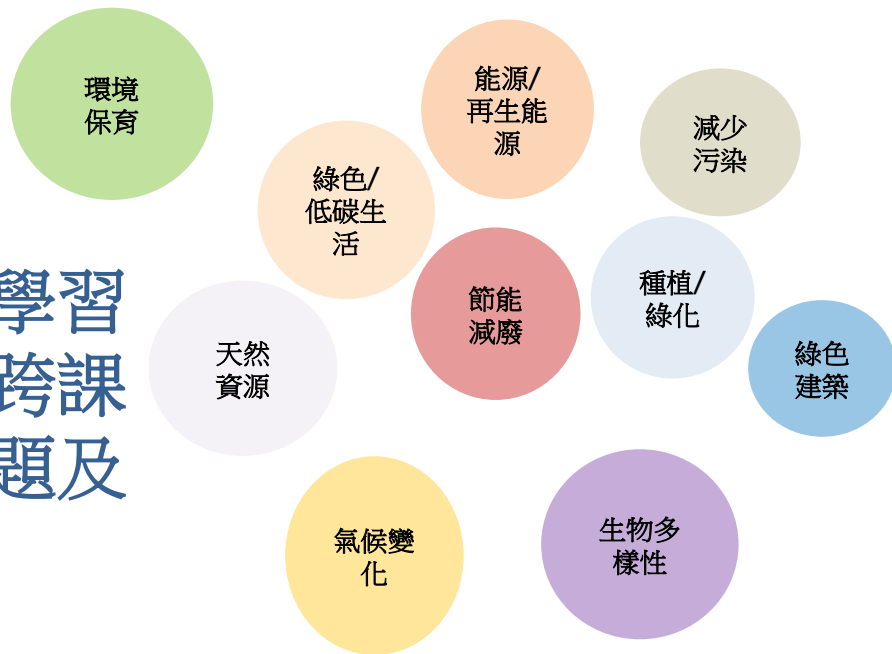 環境
保育
能源/
再生能
源
減少
污染
綠色/
低碳生
活
節能
減廢
種植/
綠化
學習
跨課
題及
天然
資源
綠色
建築
氣候變
化
生物多
樣性